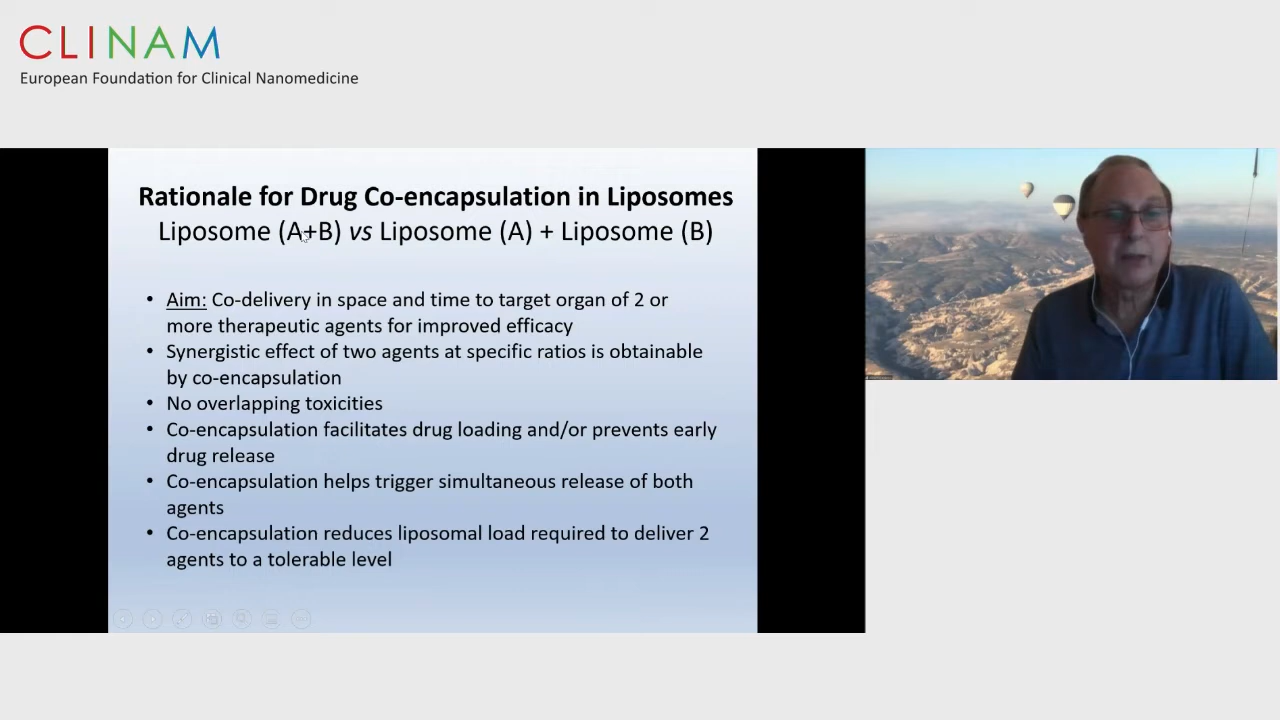 CLINAM
European Foundation for Clinical Nanomedicine
Rationale for Drug Co-encapsulation in Liposomes
Liposome (A+B) vs Liposome (A) + Liposome (B)
• Aim: Co-delivery in space and time to target organ of 2 or
more therapeutic agents for improved efficacy
• Synergistic effect of two agents at specific ratios is obtainable
by co-encapsulation
• No overlapping toxicities
• Co-encapsulation facilitates drug loading and/or prevents early
drug release
• Co-encapsulation helps trigger simultaneous release of both
agents
• Co-encapsulation reduces liposomal load required to deliver 2
agents to a tolerable level